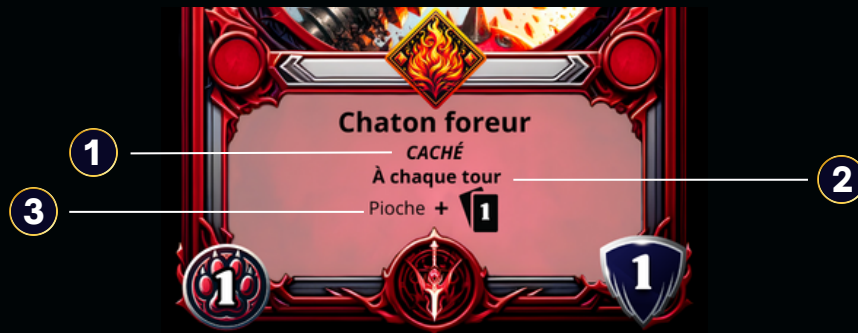 Chaton foreur
1
CACHÉ
À chaque tour
2
3
Pioche + 1
1
1